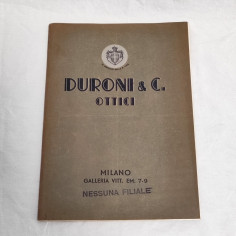 DURONI & C.
OTTICI
MILANO
GALLERIA VITT. EM. 7-9
NESSUNA FILIALE